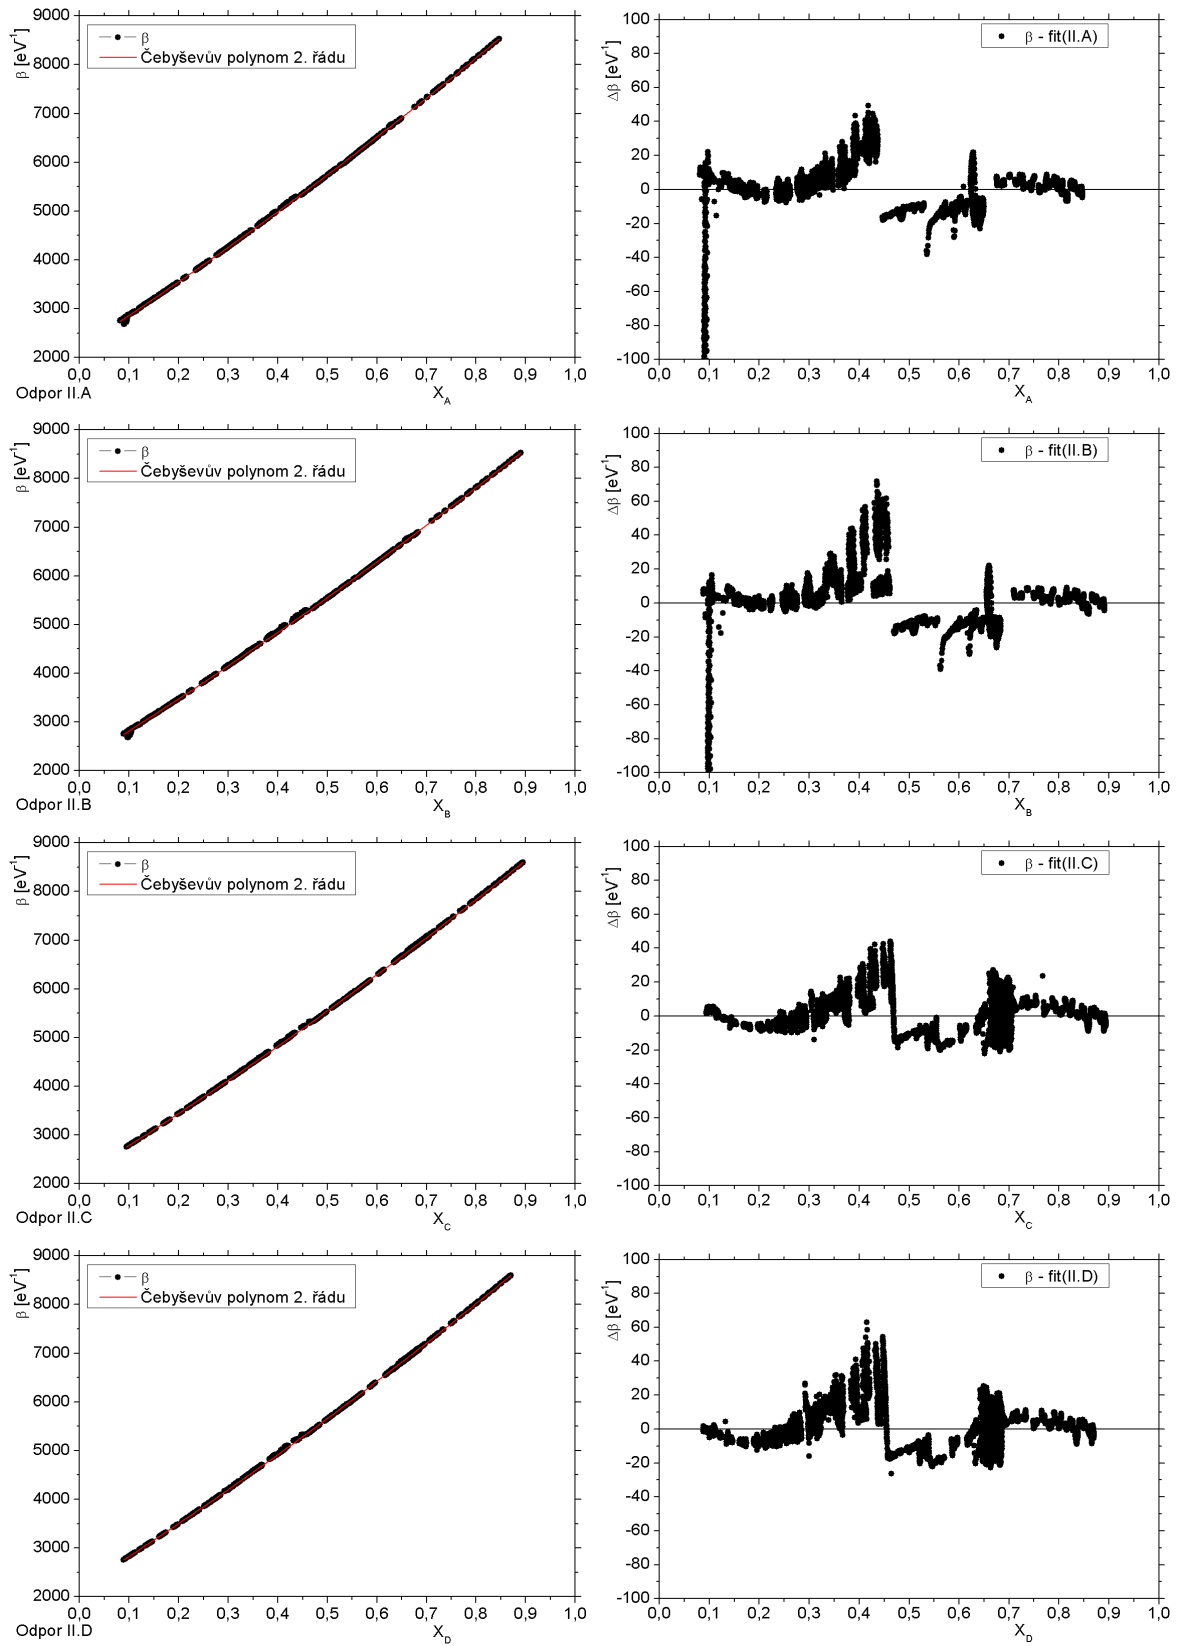 β [eV⁻¹]
9000
8000
7000
6000
5000
4000
3000
2000
β
Čebyševův polynom 2. řádu
0,0 0,1 0,2 0,3 0,4 0,5 0,6 0,7 0,8 0,9 1,0
Odpor II.A
X_A
Δβ [eV⁻¹]
100
80
60
40
20
0
-20
-40
-60
-80
-100
β - fit(II.A)
0,0 0,1 0,2 0,3 0,4 0,5 0,6 0,7 0,8 0,9 1,0
X_A
β [eV⁻¹]
9000
8000
7000
6000
5000
4000
3000
2000
β
Čebyševův polynom 2. řádu
0,0 0,1 0,2 0,3 0,4 0,5 0,6 0,7 0,8 0,9 1,0
Odpor II.B
X_B
Δβ [eV⁻¹]
100
80
60
40
20
0
-20
-40
-60
-80
-100
β - fit(II.B)
0,0 0,1 0,2 0,3 0,4 0,5 0,6 0,7 0,8 0,9 1,0
X_B
β [eV⁻¹]
9000
8000
7000
6000
5000
4000
3000
2000
β
Čebyševův polynom 2. řádu
0,0 0,1 0,2 0,3 0,4 0,5 0,6 0,7 0,8 0,9 1,0
Odpor II.C
X_C
Δβ [eV⁻¹]
100
80
60
40
20
0
-20
-40
-60
-80
-100
β - fit(II.C)
0,0 0,1 0,2 0,3 0,4 0,5 0,6 0,7 0,8 0,9 1,0
X_C
β [eV⁻¹]
9000
8000
7000
6000
5000
4000
3000
2000
β
Čebyševův polynom 2. řádu
0,0 0,1 0,2 0,3 0,4 0,5 0,6 0,7 0,8 0,9 1,0
Odpor II.D
X_D
Δβ [eV⁻¹]
100
80
60
40
20
0
-20
-40
-60
-80
-100
β - fit(II.D)
0,0 0,1 0,2 0,3 0,4 0,5 0,6 0,7 0,8 0,9 1,0
X_D